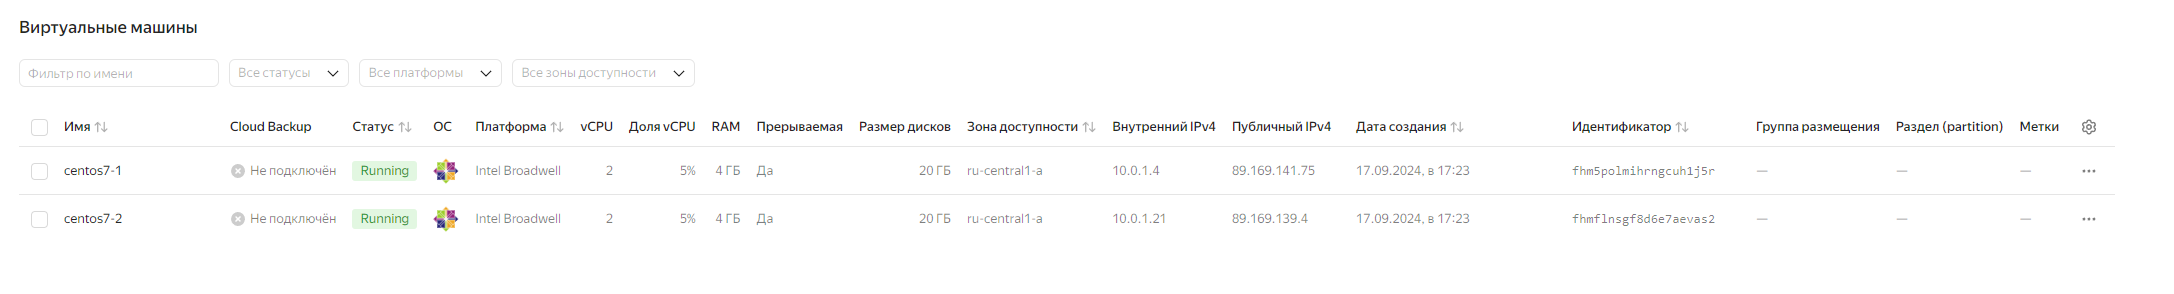 Виртуальные машины
Фильтр по имени Все статусы Все платформы Все зоны доступности
Имя Cloud Backup Статус ОС Платформа vCPU Доля vCPU RAM Прерываемая Размер дисков Зона доступности Внутренний IPv4 Публичный IPv4 Дата создания Идентификатор Группа размещения Раздел (partition) Метки
centos7-1 Не подключён Running Intel Broadwell 2 5% 4 ГБ Да 20 ГБ ru-central1-a 10.0.1.4 89.169.141.75 17.09.2024, в 17:23 fhm5polmihrngcuh1j5r — — —
centos7-2 Не подключён Running Intel Broadwell 2 5% 4 ГБ Да 20 ГБ ru-central1-a 10.0.1.21 89.169.139.4 17.09.2024, в 17:23 fhmflnsgf8d6e7aevas2 — — —